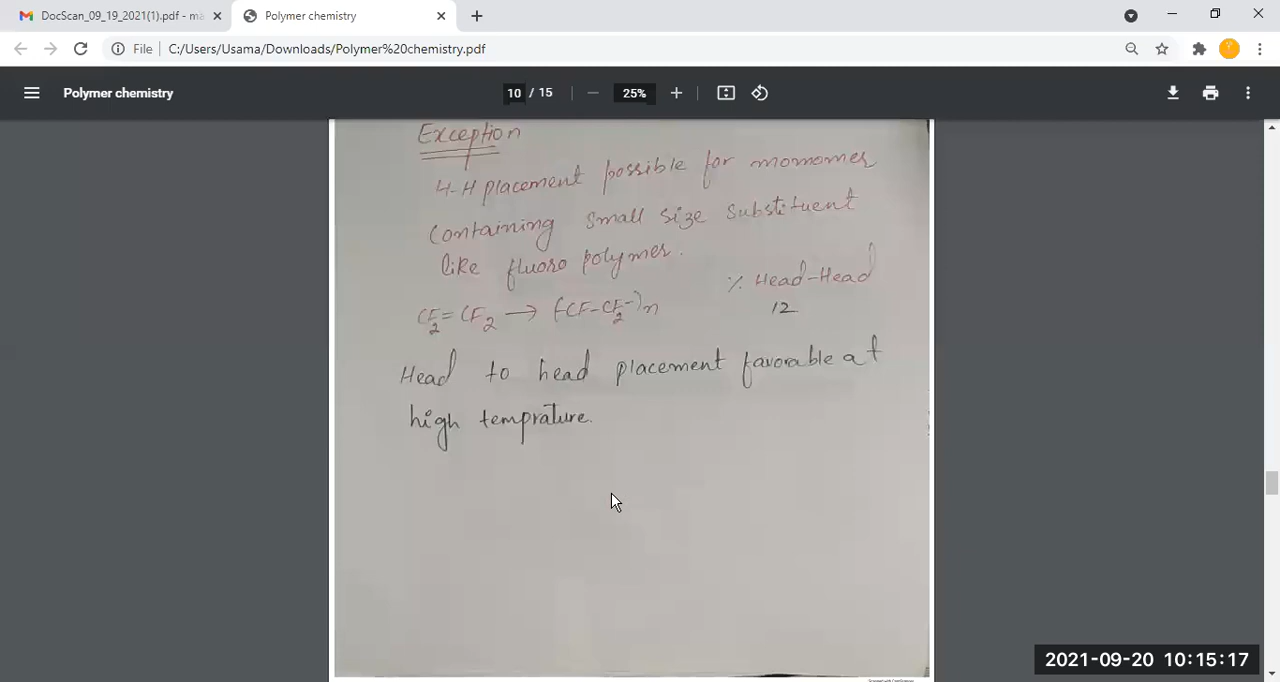 DocScan_09_19_2021(1).pdf - ma
Polymer chemistry
File C:/Users/Usama/Downloads/Polymer%20chemistry.pdf
Polymer chemistry
10 / 15
25%
Exception
H-H placement possible for momomer
Containing small size substituent
like fluoro polymer.
% Head-Head
CF2 = CF2 → (-CF-CF2-)n
12
Head to head placement favorable at
high temprature.
2021-09-20 10:15:17